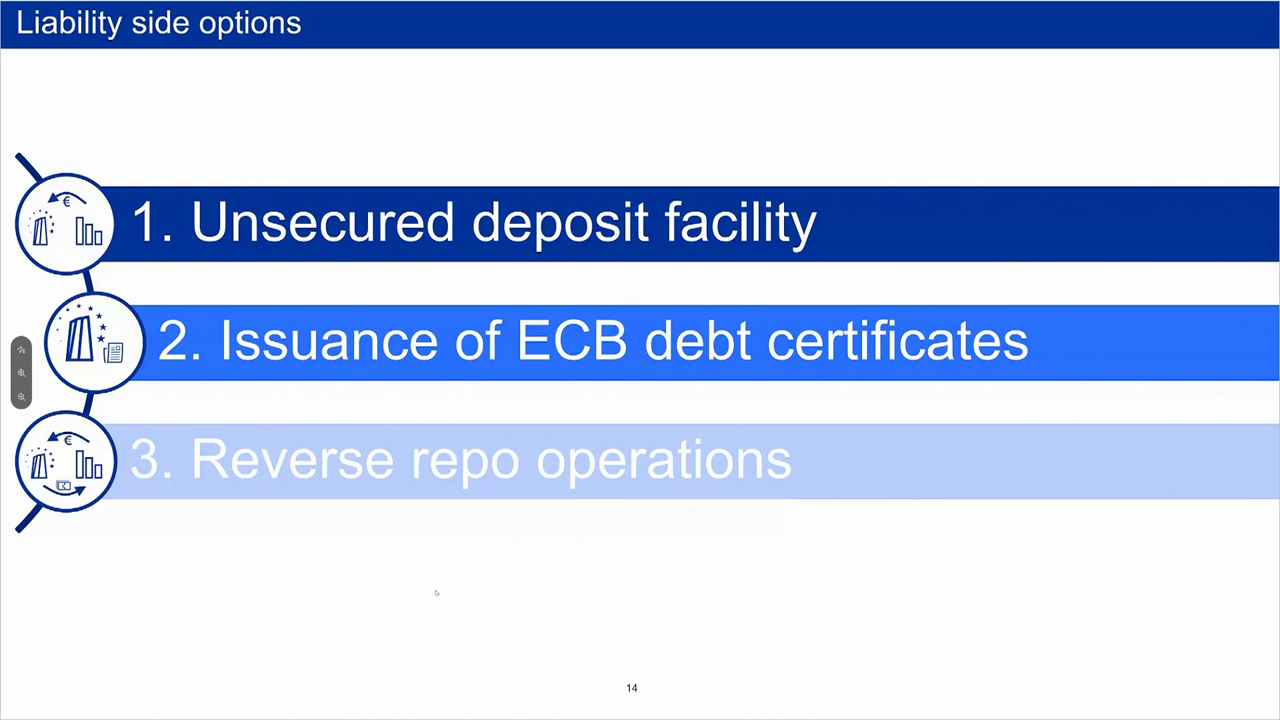 Liability side options
1. Unsecured deposit facility
2. Issuance of ECB debt certificates
3. Reverse repo operations
14